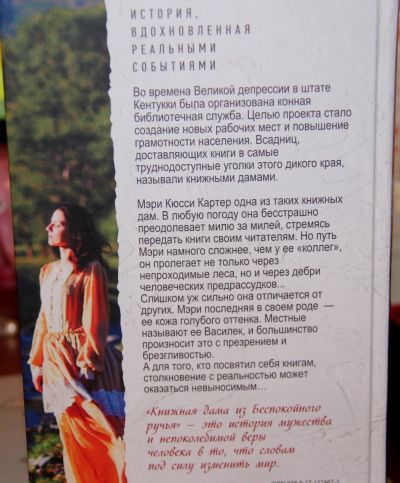 ИСТОРИЯ,
ВДОХНОВЛЕННАЯ
РЕАЛЬНЫМИ
СОБЫТИЯМИ
Во времена Великой депрессии в штате
Кентукки была организована конная
библиотечная служба. Целью проекта стало
создание новых рабочих мест и повышение
грамотности населения. Всадниц,
доставляющих книги в самые
труднодоступные уголки этого дикого края,
называли книжными дамами.
Мэри Кюсси Картер одна из таких книжных
дам. В любую погоду она бесстрашно
преодолевает милю за милей, стремясь
передать книги своим читателям. Но путь
Мэри намного сложнее, чем у ее «коллег»,
он пролегает не только через
непроходимые леса, но и через дебри
человеческих предрассудков...
Слишком уж сильно она отличается от
других. Мэри последняя в своем роде —
ее кожа голубого оттенка. Местные
называют ее Василек, и большинство
произносит это с презрением и
брезгливостью.
А для того, кто посвятил себя книгам,
столкновение с реальностью может
оказаться невыносимым...
«Книжная дама из Беспокойного
ручья» — это история мужества
и непоколебимой веры
человека в то, что словам
под силу изменить мир.